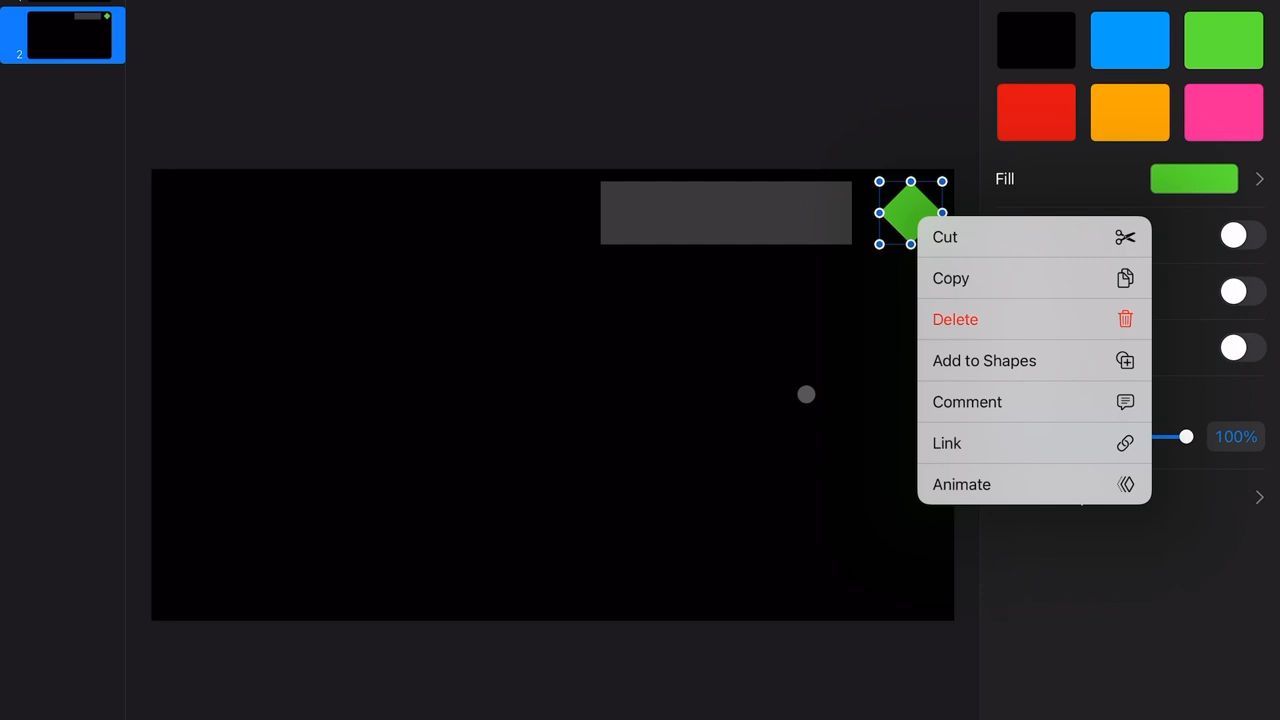 2
Fill
Cut
Copy
Delete
Add to Shapes
Comment
Link
100%
Animate